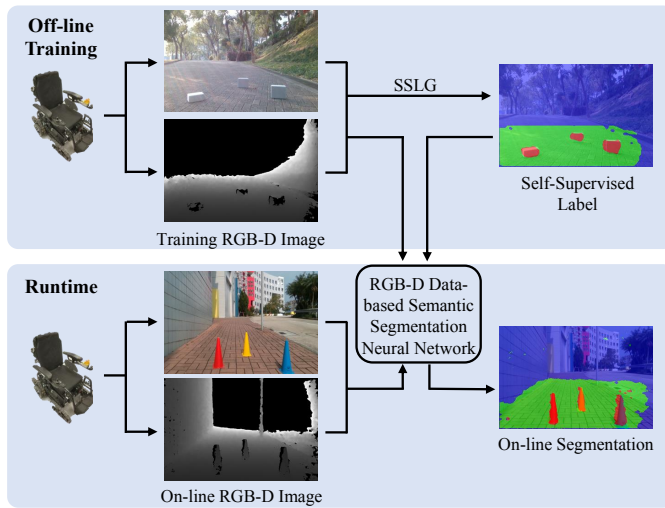 Off-line
Training
SSLG
Self-Supervised
Label
Training RGB-D Image
Runtime
RGB-D Data-
based Semantic
Segmentation
Neural Network
On-line Segmentation
On-line RGB-D Image